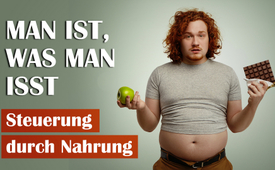 MAN IST,
WAS MAN
ISST
Steuerung
durch Nahrung